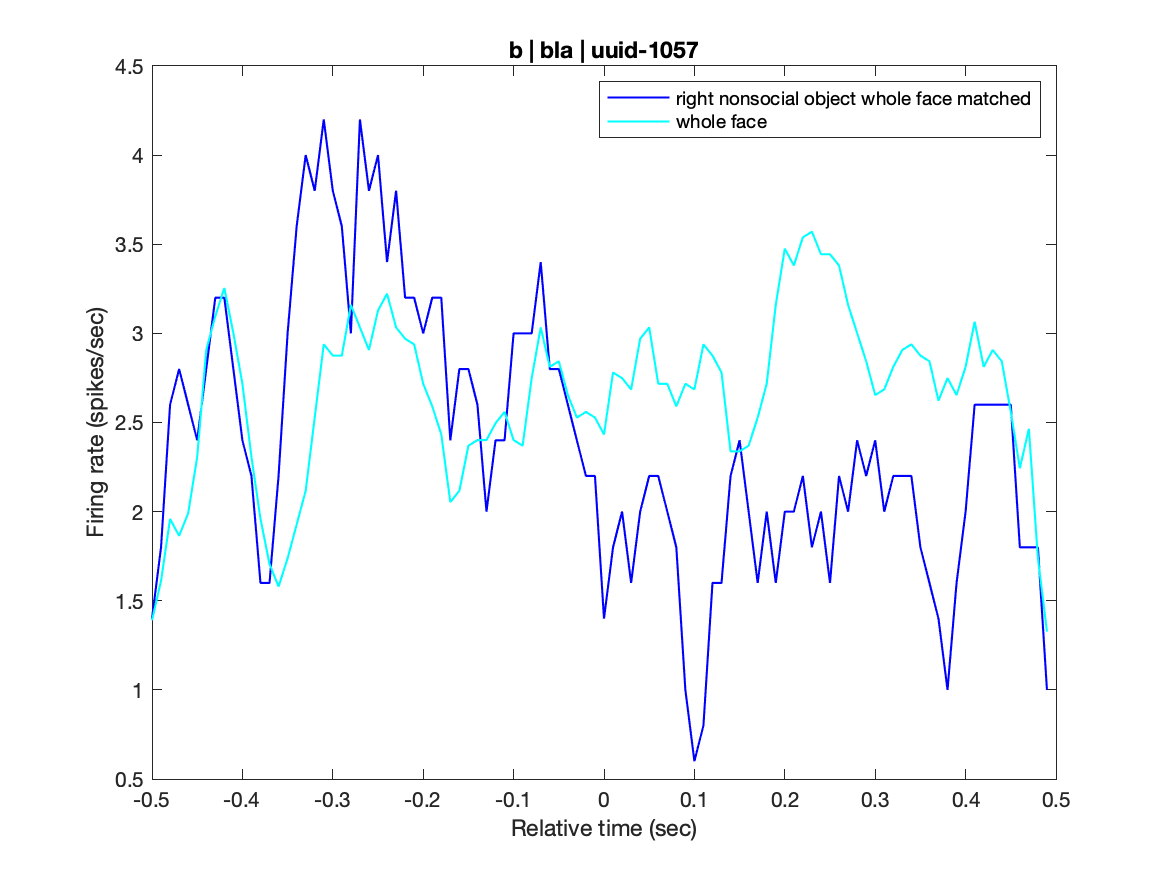 b | bla | uuid-1057
right nonsocial object whole face matched
whole face
4.5
4
3.5
3
2.5
2
1.5
1
0.5
Firing rate (spikes/sec)
-0.5 -0.4 -0.3 -0.2 -0.1 0 0.1 0.2 0.3 0.4 0.5
Relative time (sec)